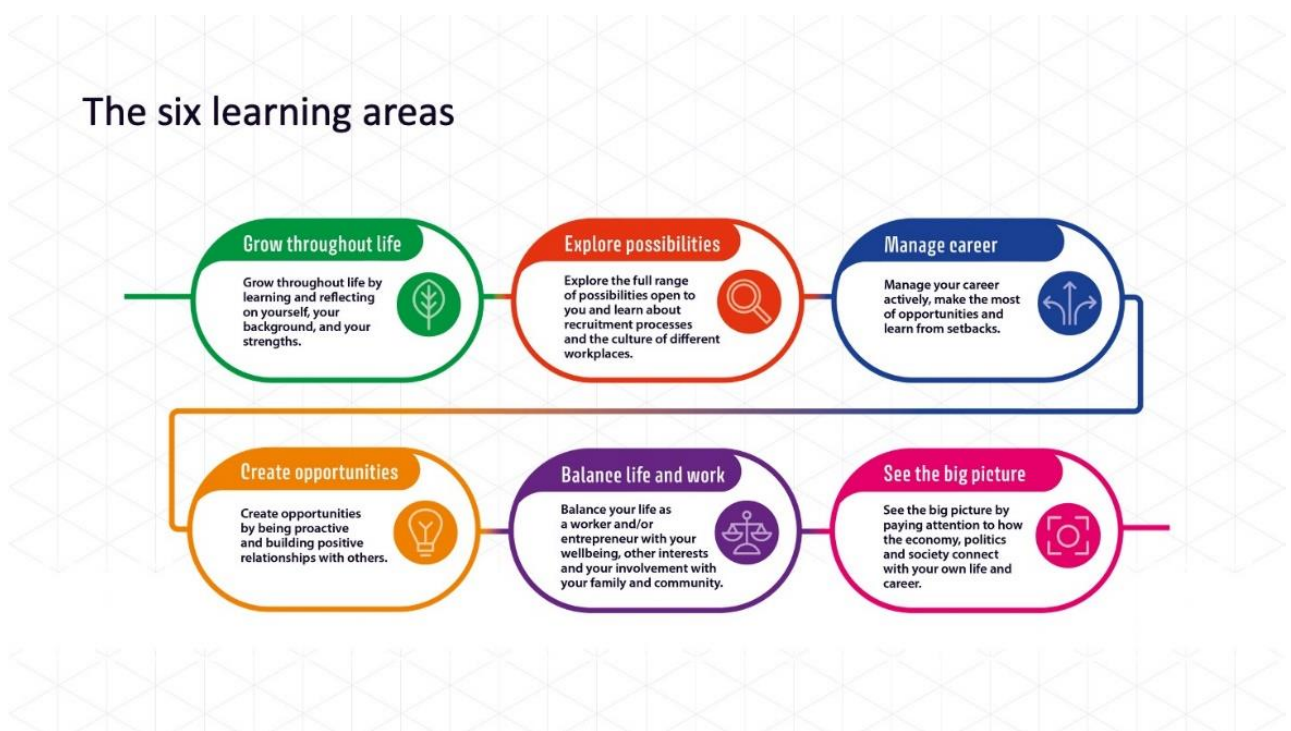 The six learning areas
Grow throughout life
Grow throughout life by
learning and reflecting
on yourself, your
background, and your
strengths.
Explore possibilities
Explore the full range
of possibilities open to
you and learn about
recruitment processes
and the culture of different
workplaces.
Manage career
Manage your career
actively, make the most
of opportunities and
learn from setbacks.
Create opportunities
Create opportunities
by being proactive
and building positive
relationships with others.
Balance life and work
Balance your life as
a worker and/or
entrepreneur with your
wellbeing, other interests
and your involvement with
your family and community.
See the big picture
See the big picture by
paying attention to how
the economy, politics
and society connect
with your own life and
career.